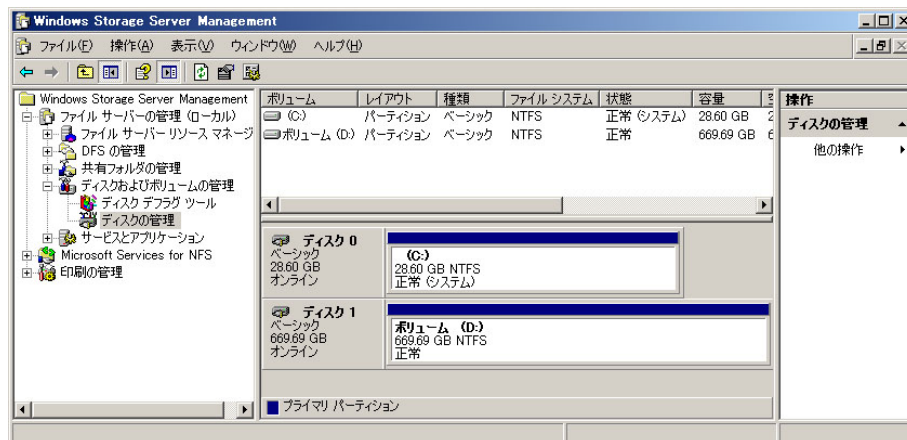 Windows Storage Server Management
ファイル(F) 操作(A) 表示(V) ウィンドウ(W) ヘルプ(H)
Windows Storage Server Management
ファイル サーバーの管理 (ローカル)
ファイル サーバー リソース マネージ
DFS の管理
共有フォルダの管理
ディスクおよびボリュームの管理
ディスク デフラグ ツール
ディスクの管理
サービスとアプリケーション
Microsoft Services for NFS
印刷の管理
ボリューム レイアウト 種類 ファイル システム 状態 容量
(C:) パーティション ベーシック NTFS 正常 (システム) 28.60 GB 2
ボリューム (D:) パーティション ベーシック NTFS 正常 669.69 GB 6
ディスク 0
ベーシック
28.60 GB
オンライン
(C:)
28.60 GB NTFS
正常 (システム)
ディスク 1
ベーシック
669.69 GB
オンライン
ボリューム (D:)
669.69 GB NTFS
正常
プライマリ パーティション
操作
ディスクの管理
他の操作